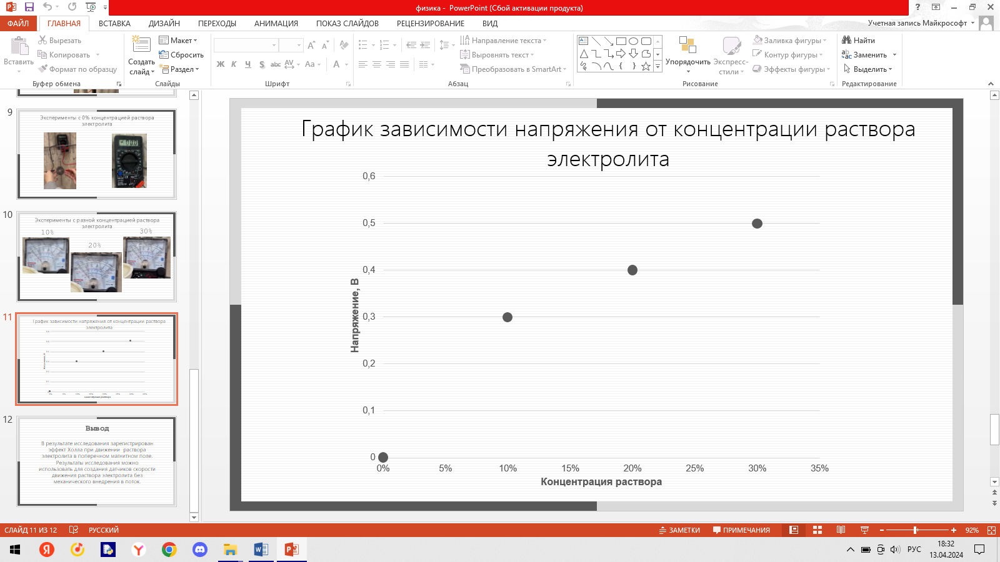 физика - PowerPoint (Сбой активации продукта)
ФАЙЛ ГЛАВНАЯ ВСТАВКА ДИЗАЙН ПЕРЕХОДЫ АНИМАЦИЯ ПОКАЗ СЛАЙДОВ РЕЦЕНЗИРОВАНИЕ ВИД Учетная запись Майкрософт
Вставить
Вырезать
Копировать
Формат по образцу
Буфер обмена
Создать слайд
Макет
Сбросить
Раздел
Слайды
Ж К Ч S abc AV Aa A
Шрифт
Направление текста
Выровнять текст
Преобразовать в SmartArt
Абзац
Упорядочить
Экспресс-стили
Заливка фигуры
Контур фигуры
Эффекты фигуры
Рисование
Найти
Заменить
Выделить
Редактирование
9
Эксперименты с 0% концентрацией раствора
электролита
10
Эксперименты с разной концентрацией раствора
электролита
10%
20%
30%
11
График зависимости напряжения от концентрации раствора
электролита
12
Вывод
В результате исследования зарегистрирован
эффект Холла при движении раствора
электролита в поперечном магнитном поле.
Результаты исследования можно
использовать для создания датчиков скорости
движения раствора электролита без
механического внедрения в поток.
График зависимости напряжения от концентрации раствора
электролита
0,6
0,5
0,4
0,3
0,2
0,1
0
Напряжение, В
0% 5% 10% 15% 20% 25% 30% 35%
Концентрация раствора
СЛАЙД 11 ИЗ 12 РУССКИЙ ЗАМЕТКИ ПРИМЕЧАНИЯ 92%
РУС
18:32
13.04.2024